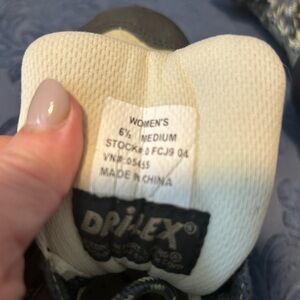 WOMEN'S
6½ MEDIUM
STOCK# 0 FCJ9 04
VN#: 05455
MADE IN CHINA
DRI-LEX®